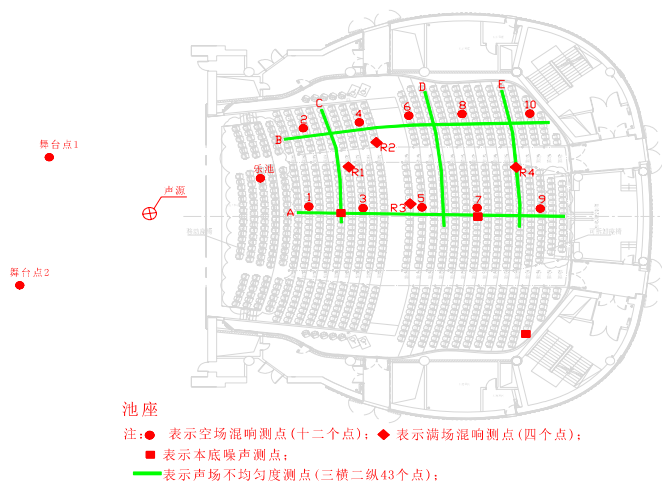 C
D
E
2
4
6
8
10
B
R2
舞台点1
R1
R4
乐池
声源
1
3
R3
5
7
9
A
舞台点2
池座
注:● 表示空场混响测点(十二个点); ◆ 表示满场混响测点(四个点);
■ 表示本底噪声测点;
表示声场不均匀度测点(三横二纵43个点);